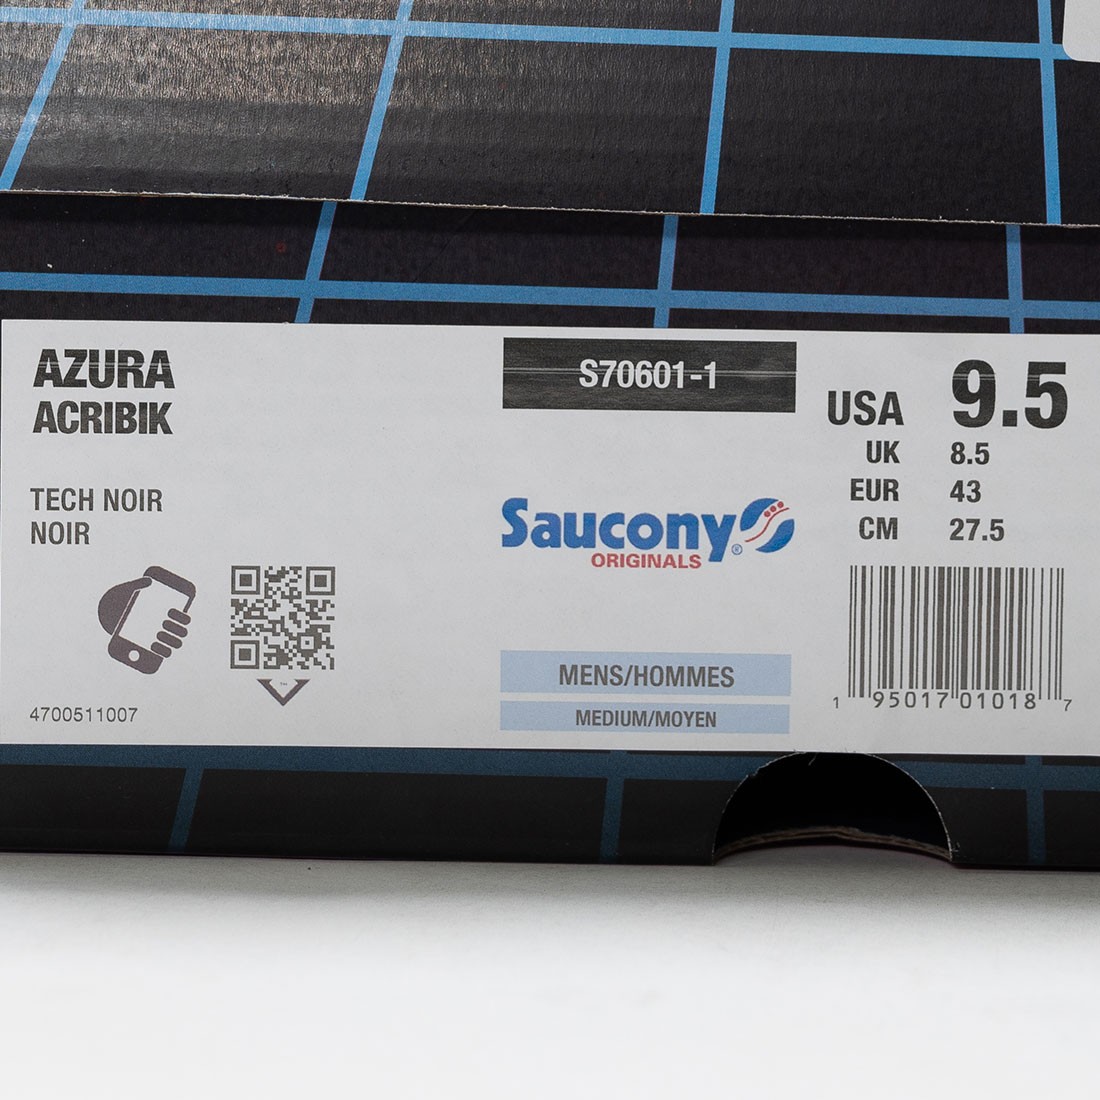 AZURA
ACRIBIK
TECH NOIR
NOIR
4700511007
S70601-1
Saucony®
ORIGINALS
MENS/HOMMES
MEDIUM/MOYEN
USA 9.5
UK 8.5
EUR 43
CM 27.5
1 95017 01018 7